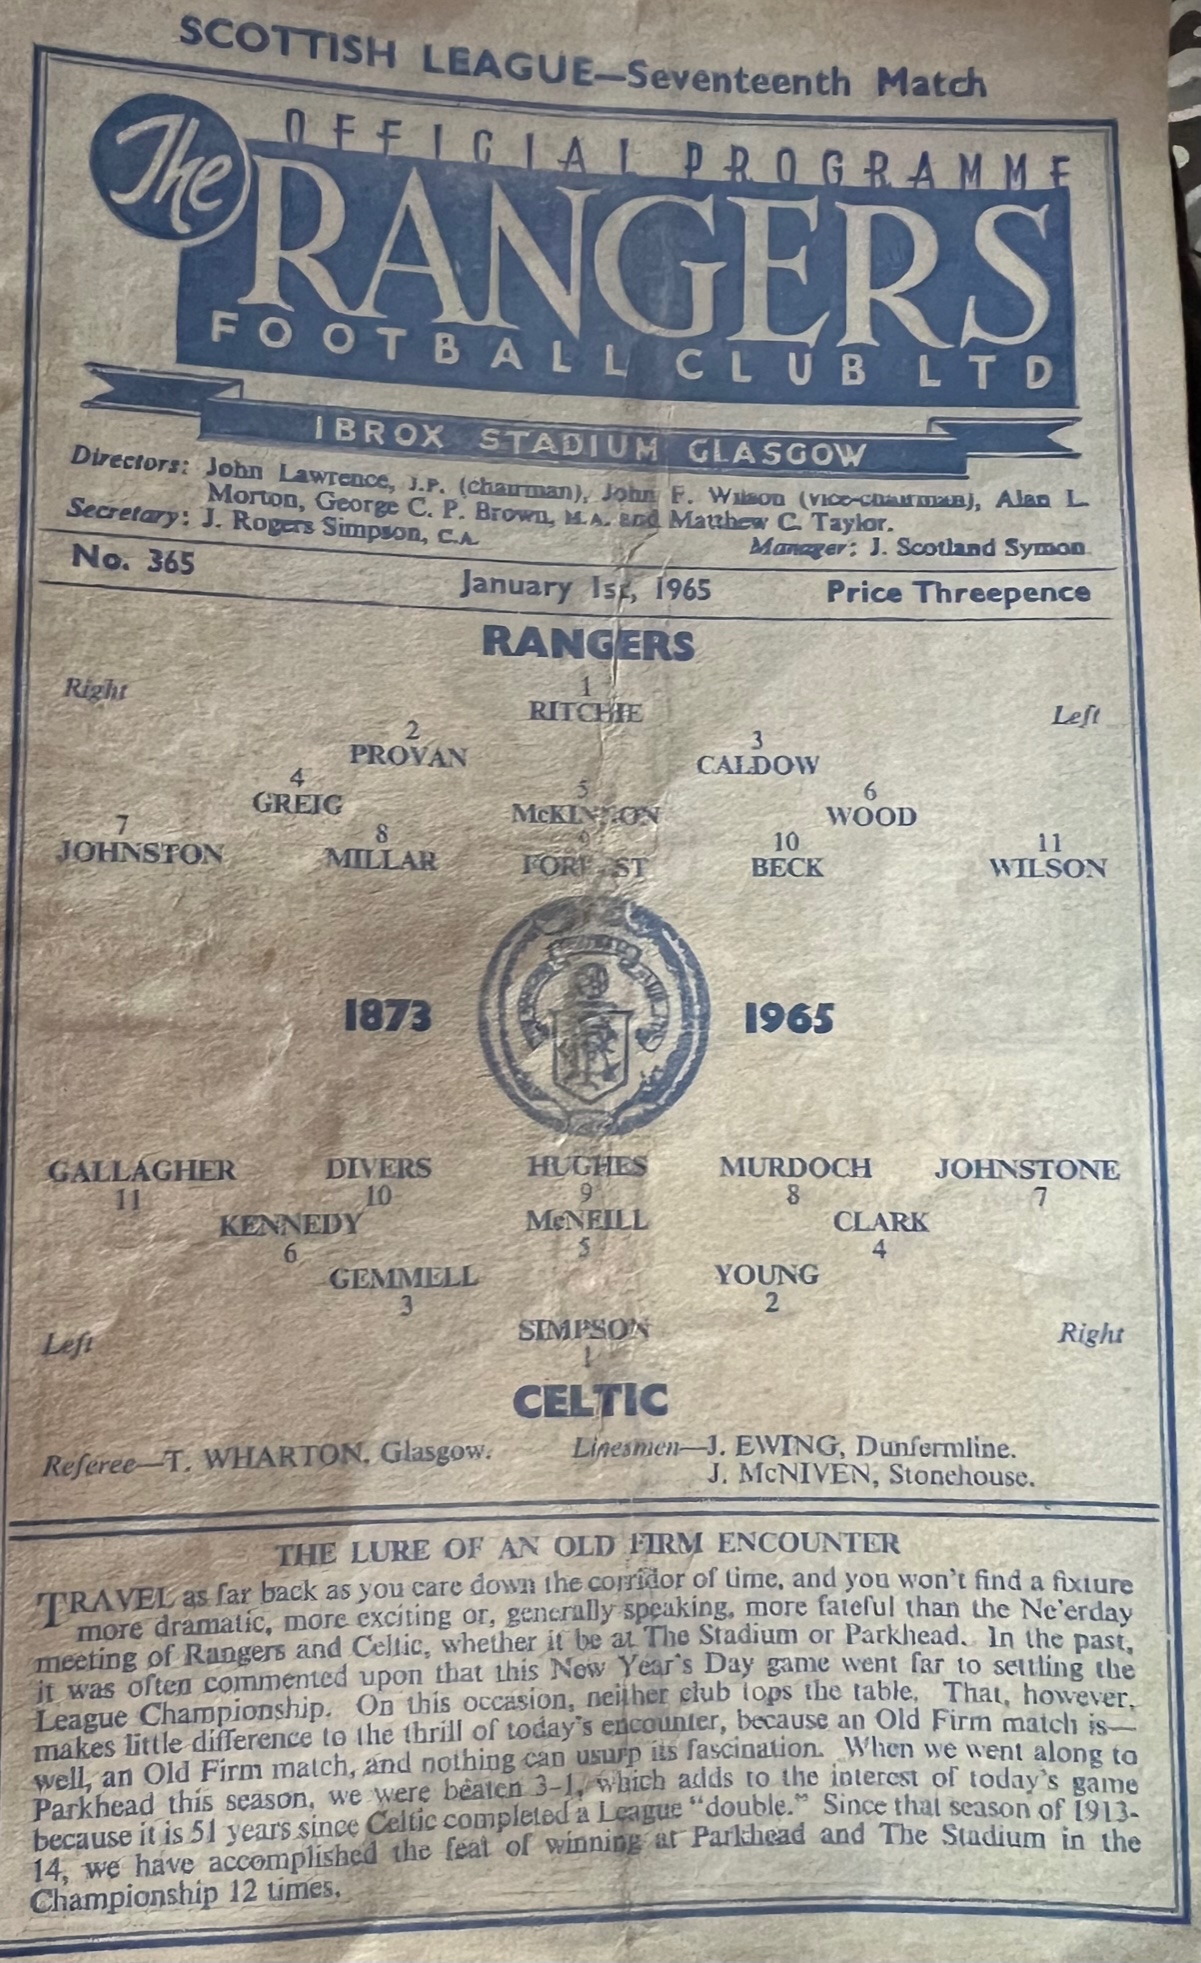 SCOTTISH LEAGUE—Seventeenth Match
OFFICIAL PROGRAMME
The RANGERS
FOOTBALL CLUB LTD
IBROX STADIUM GLASGOW
Directors: John Lawrence, J.P. (chairman), John F. Wilson (vice-chairman), Alan L.
Morton, George C. P. Brown, M.A. and Matthew C. Taylor.
Secretary: J. Rogers Simpson, C.A. Manager: J. Scotland Symon
No. 365 January 1st, 1965 Price Threepence
RANGERS
Right 1 Left
RITCHIE
2 3
PROVAN CALDOW
4 5 6
GREIG McKINNON WOOD
7 8 9 10 11
JOHNSTON MILLAR FORREST BECK WILSON
1873 1965
GALLAGHER DIVERS HUGHES MURDOCH JOHNSTONE
11 10 9 8 7
KENNEDY McNEILL CLARK
6 5 4
GEMMELL YOUNG
3 2
Left SIMPSON Right
1
CELTIC
Referee—T. WHARTON, Glasgow. Linesmen—J. EWING, Dunfermline.
J. McNIVEN, Stonehouse.
THE LURE OF AN OLD FIRM ENCOUNTER
TRAVEL as far back as you care down the corridor of time, and you won't find a fixture
more dramatic, more exciting or, generally speaking, more fateful than the Ne'erday
meeting of Rangers and Celtic, whether it be at The Stadium or Parkhead. In the past,
it was often commented upon that this New Year's Day game went far to settling the
League Championship. On this occasion, neither club tops the table. That, however,
makes little difference to the thrill of today's encounter, because an Old Firm match is—
well, an Old Firm match, and nothing can usurp its fascination. When we went along to
Parkhead this season, we were beaten 3-1, which adds to the interest of today's game
because it is 51 years since Celtic completed a League "double." Since that season of 1913-
14, we have accomplished the feat of winning at Parkhead and The Stadium in the
Championship 12 times.